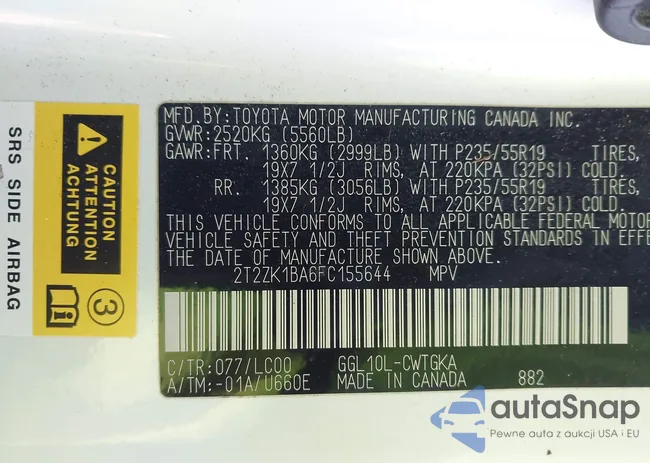 MFD.BY:TOYOTA MOTOR MANUFACTURING CANADA INC.
GVWR:2520KG (5560LB)
GAWR:FRT. 1360KG (2999LB) WITH P235/55R19 TIRES,
19X7 1/2J RIMS, AT 220KPA (32PSI) COLD.
RR. 1385KG (3056LB) WITH P235/55R19 TIRES,
19X7 1/2J RIMS, AT 220KPA (32PSI) COLD.
THIS VEHICLE CONFORMS TO ALL APPLICABLE FEDERAL MOTOR
VEHICLE SAFETY AND THEFT PREVENTION STANDARDS IN EFFE
THE DATE OF MANUFACTURE SHOWN ABOVE.
2T2ZK1BA6FC155644 MPV
C/TR:077/LC00 GGL10L-CWTGKA
A/TM:-01A/U660E MADE IN CANADA 882
SRS SIDE AIRBAG
CAUTION
ATTENTION
3
autaSnap
Pewne auta z aukcji USA i EU